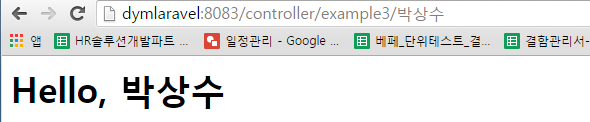 dymlaravel:8083/controller/example3/박상수
앱 HR솔루션개발파트 일정관리 - Google ... 베페_단위테스트_결... 결함관리서-
Hello, 박상수